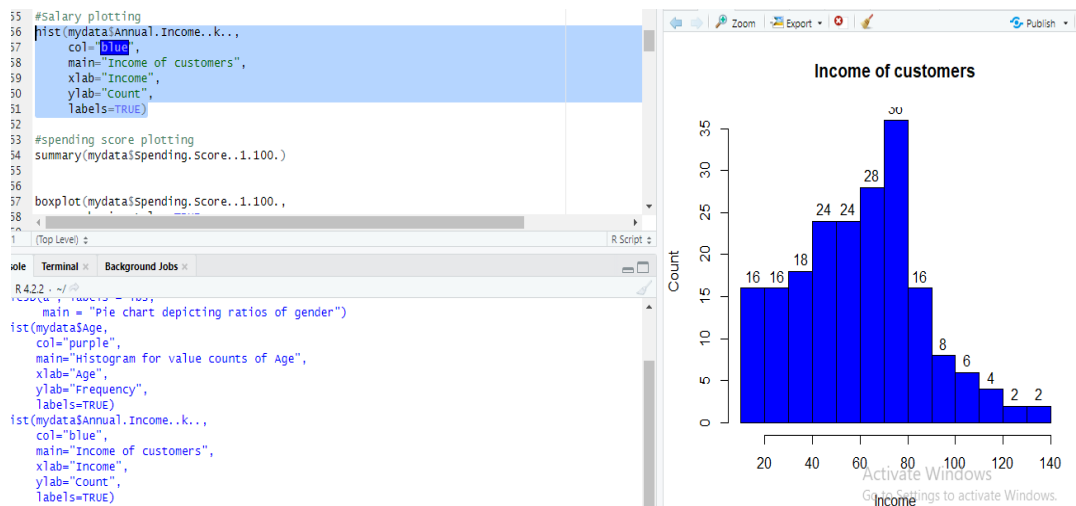 55 #Salary plotting
56 hist(mydata$Annual.Income..k..,
57 col="blue",
58 main="Income of customers",
59 xlab="Income",
60 ylab="Count",
61 labels=TRUE)
62
63 #spending score plotting
64 summary(mydata$Spending.Score..1.100.)
65
66
67 boxplot(mydata$Spending.Score..1.100.,
68
(Top Level) R Script
sole Terminal × Background Jobs ×
R 4.2.2 · ~/
main = "Pie chart depicting ratios of gender")
ist(mydata$Age,
col="purple",
main="Histogram for value counts of Age",
xlab="Age",
ylab="Frequency",
labels=TRUE)
ist(mydata$Annual.Income..k..,
col="blue",
main="Income of customers",
xlab="Income",
ylab="Count",
labels=TRUE)
Zoom Export Publish
Income of customers
Count
35
30
25
20
15
10
5
0
16 16 18 24 24 28 36 16 8 6 4 2 2
20 40 60 80 100 120 140
Income
Activate Windows
Go to Settings to activate Windows.